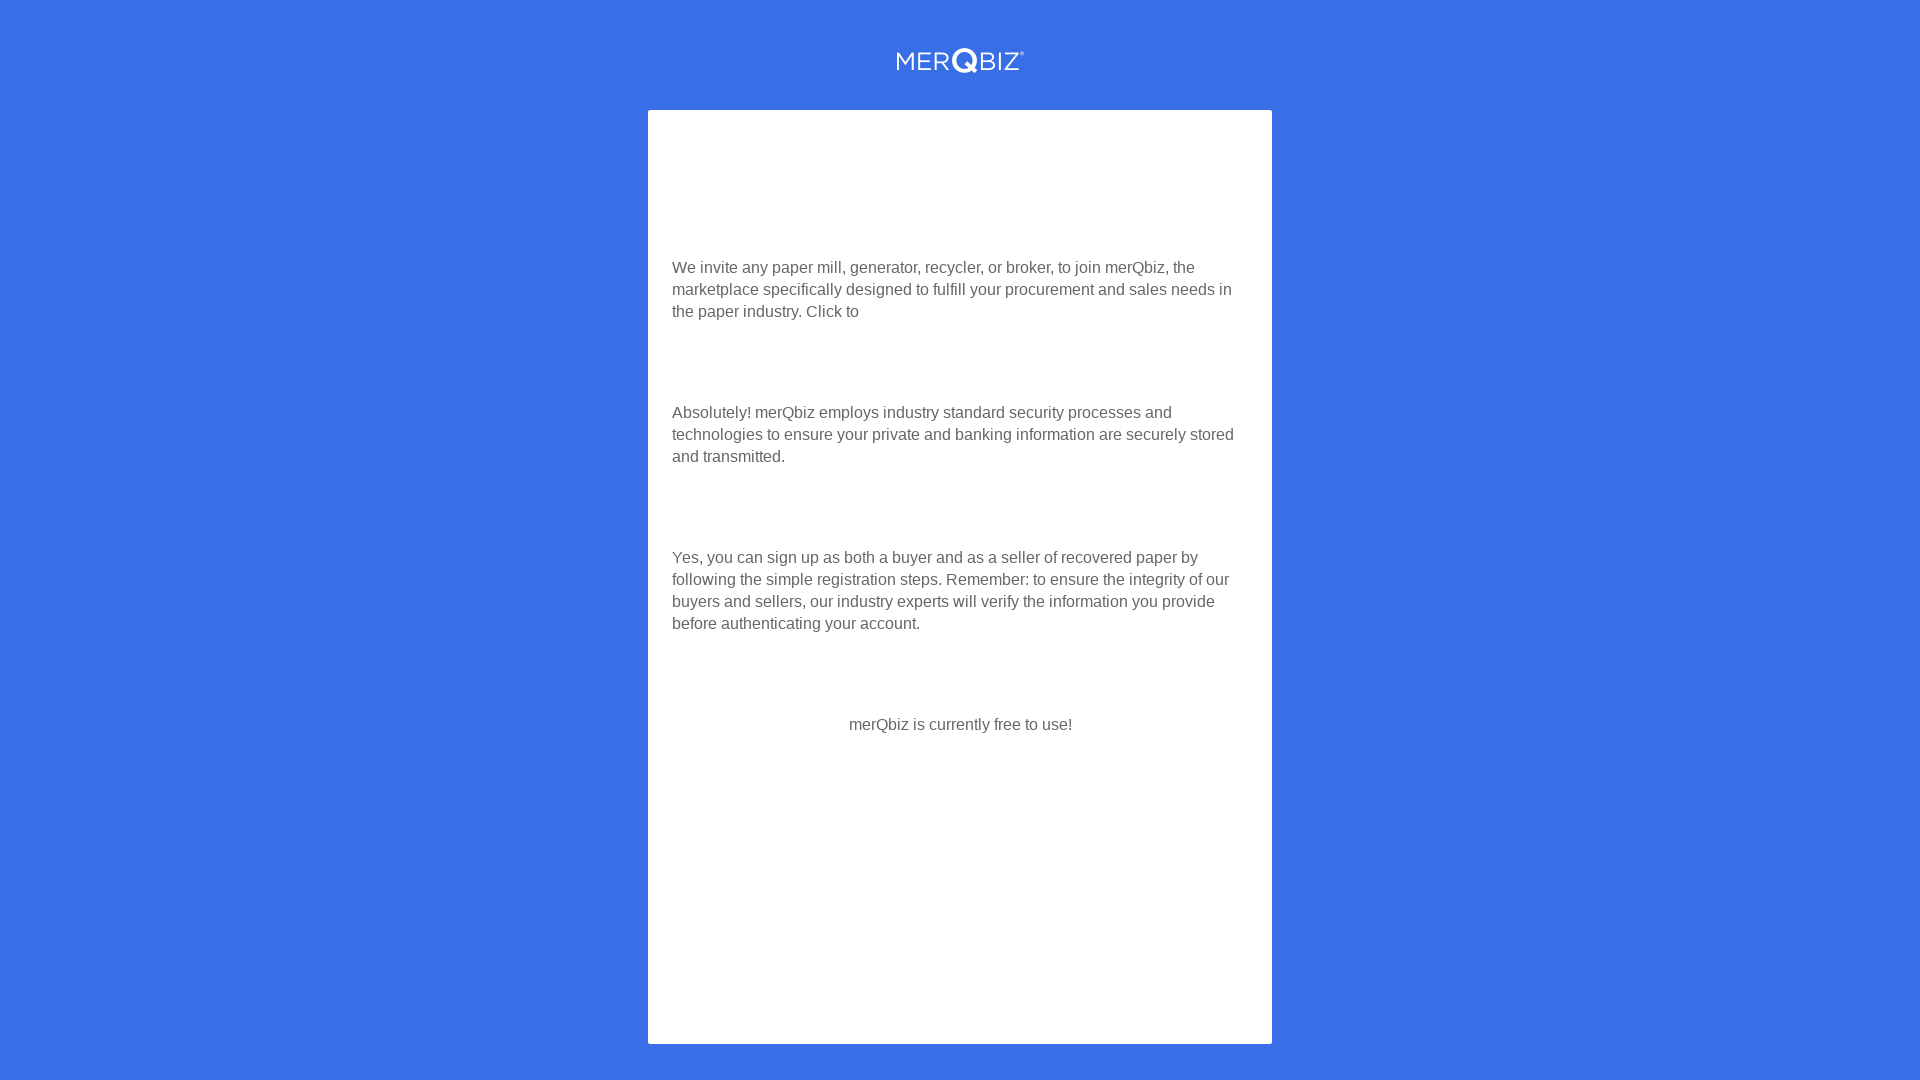 MERQBIZ®
We invite any paper mill, generator, recycler, or broker, to join merQbiz, the
marketplace specifically designed to fulfill your procurement and sales needs in
the paper industry. Click to
Absolutely! merQbiz employs industry standard security processes and
technologies to ensure your private and banking information are securely stored
and transmitted.
Yes, you can sign up as both a buyer and as a seller of recovered paper by
following the simple registration steps. Remember: to ensure the integrity of our
buyers and sellers, our industry experts will verify the information you provide
before authenticating your account.
merQbiz is currently free to use!